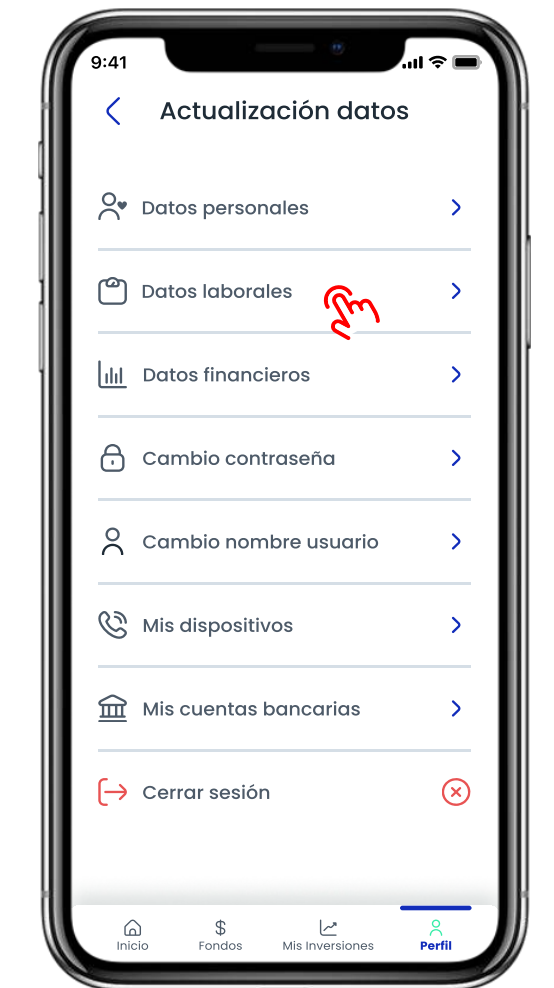 9:41
Actualización datos
Datos personales
Datos laborales
Datos financieros
Cambio contraseña
Cambio nombre usuario
Mis dispositivos
Mis cuentas bancarias
Cerrar sesión
Inicio
Fondos
Mis Inversiones
Perfil